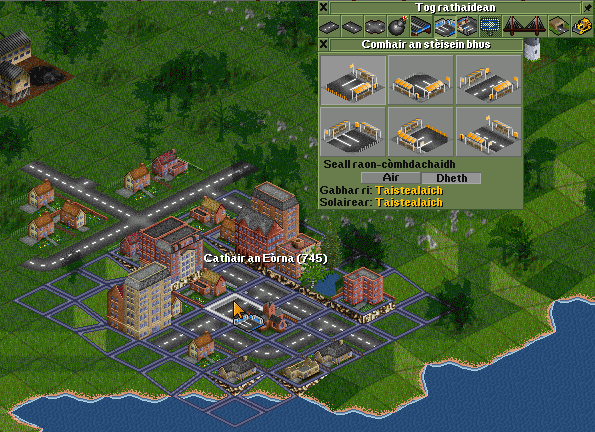 Tog rathaidean
Comhair an stèisein bhus
Seall raon-còmhdachaidh
Air Dheth
Gabhar ri: Taistealaich
Solairear: Taistealaich
Cathair an Eòrna (745)